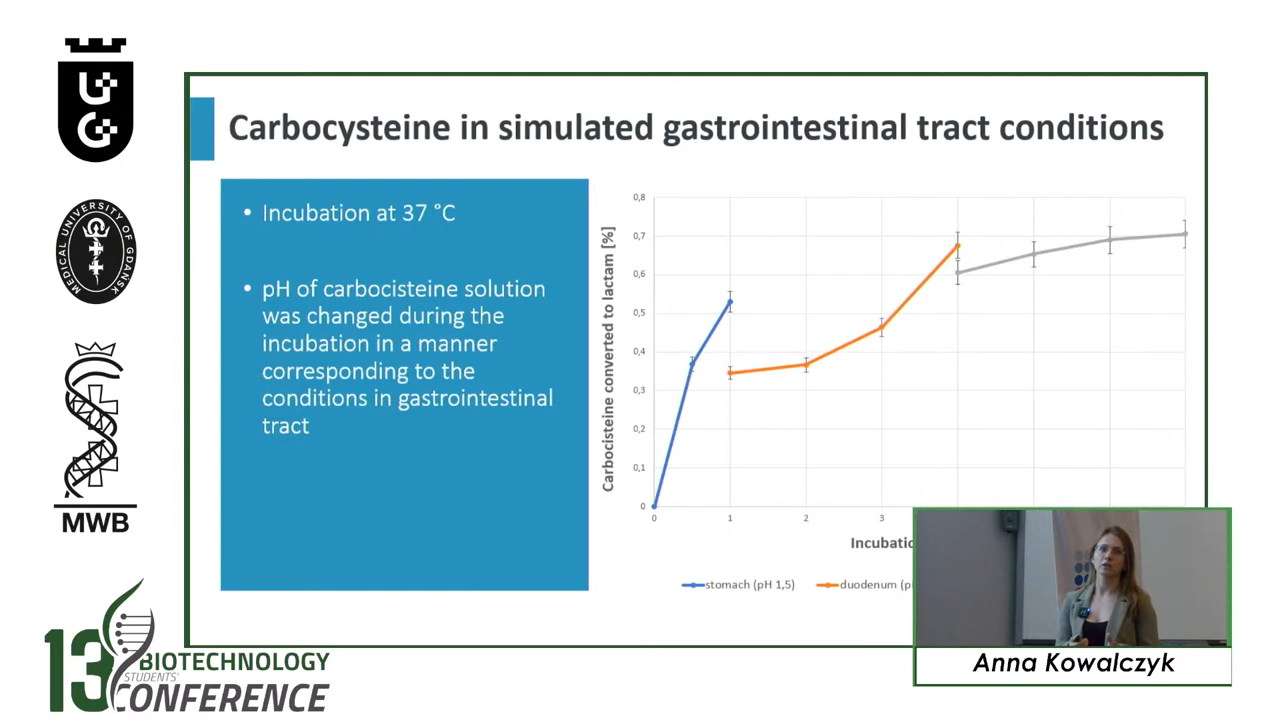 UG
MEDICAL UNIVERSITY OF GDANSK
MWB
13
BIOTECHNOLOGY
STUDENTS'
CONFERENCE
Carbocysteine in simulated gastrointestinal tract conditions
• Incubation at 37 °C
• pH of carbocisteine solution
was changed during the
incubation in a manner
corresponding to the
conditions in gastrointestinal
tract
Carbocisteine converted to lactam [%]
0,8
0,7
0,6
0,5
0,4
0,3
0,2
0,1
0
0 1 2 3
Incubatio
stomach (pH 1,5) duodenum (p
Anna Kowalczyk